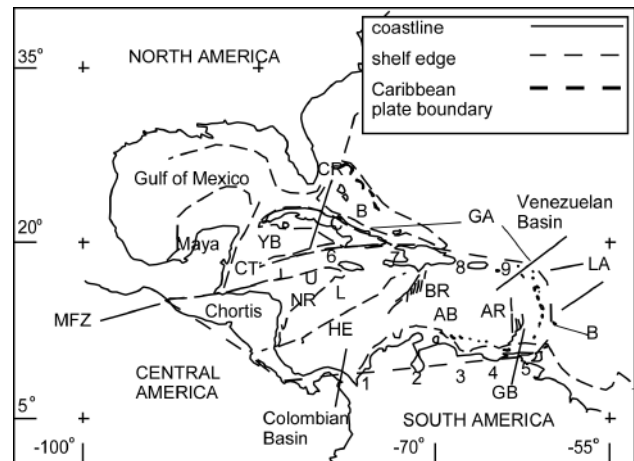 coastline
shelf edge
Caribbean
plate boundary
NORTH AMERICA
35°
Gulf of Mexico
CR
B
GA
Venezuelan
Basin
20°
Maya
YB
6
CT
L U
8
9
LA
NR
L
BR
Chortis
MFZ
HE
AB
AR
B
CENTRAL
AMERICA
1
2
3
4
5
GB
Colombian
Basin
SOUTH AMERICA
5°
-100°
-70°
-55°